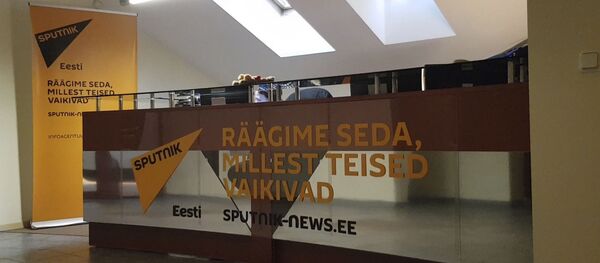 SPUTNIK
Eesti
RÄÄGIME SEDA,
MILLEST TEISED
VAIKIVAD
SPUTNIK-NEWS.EE
SPUTNIK
Eesti
RÄÄGIME SEDA,
MILLEST TEISED
VAIKIVAD
SPUTNIK-NEWS.EE